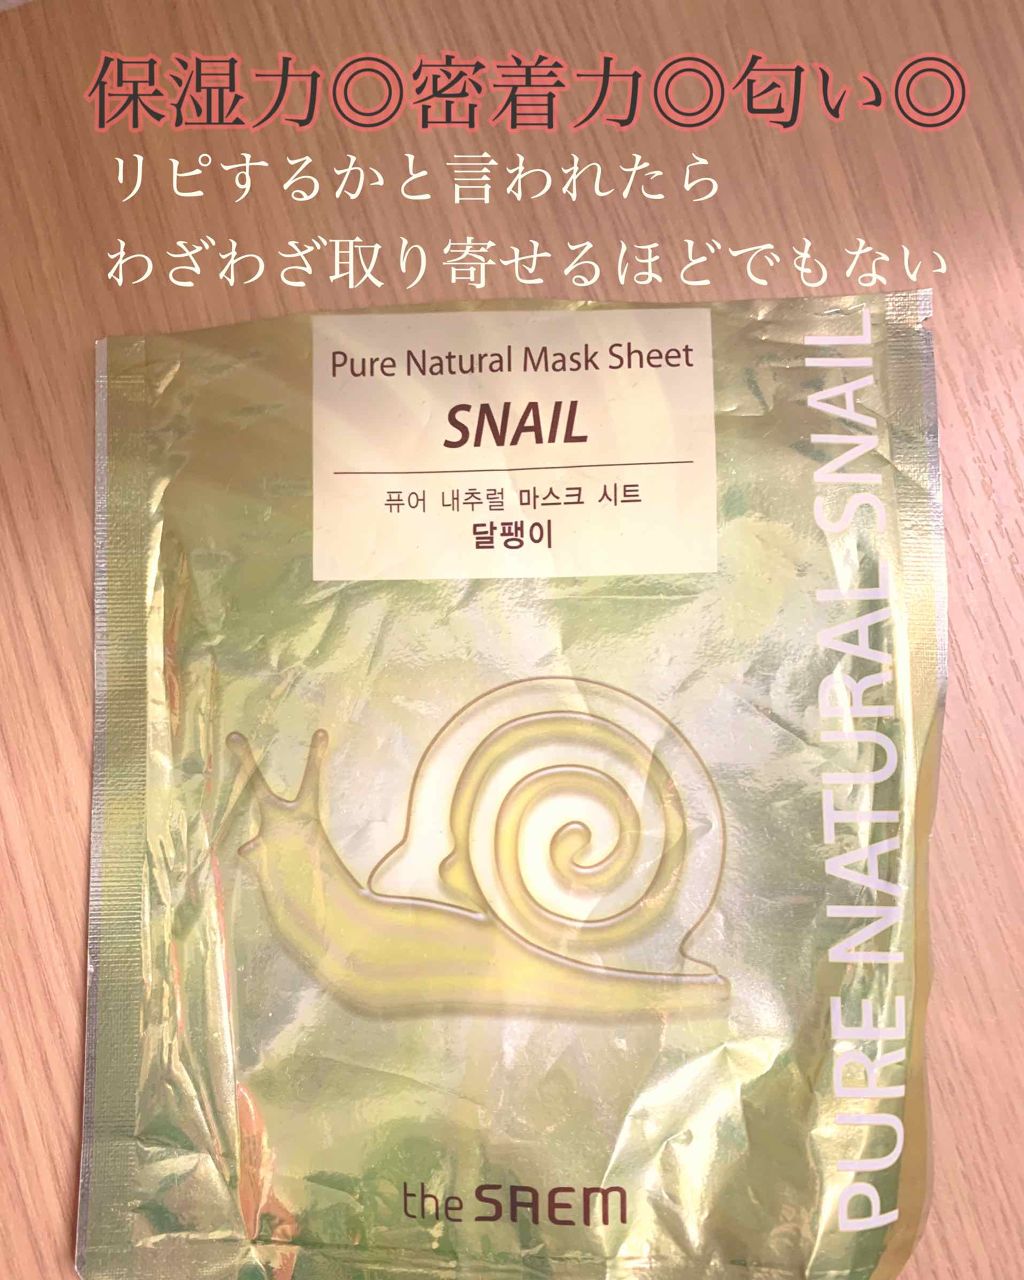 保湿力◎密着力◎匂い◎
リピするかと言われたら
わざわざ取り寄せるほどでもない
Pure Natural Mask Sheet
SNAIL
퓨어 내추럴 마스크 시트
달팽이
PURE NATURAL SNAIL
the SAEM